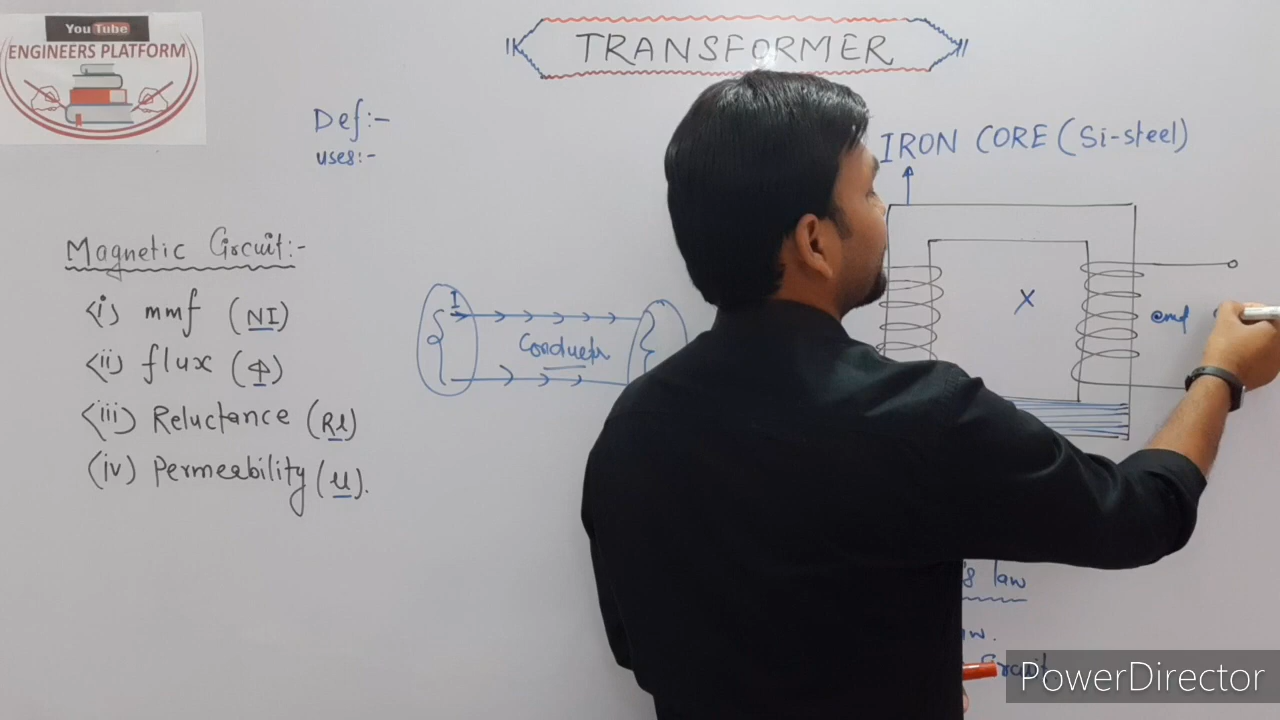 YouTube
ENGINEERS PLATFORM
TRANSFORMER
Def:-
uses:-
IRON CORE (Si-steel)
Magnetic Circuit:-
(i) mmf (NI)
(ii) flux (Φ)
(iii) Reluctance (Rl)
(iv) Permeability (μ).
I
Conductr
X
emf
's law
PowerDirector